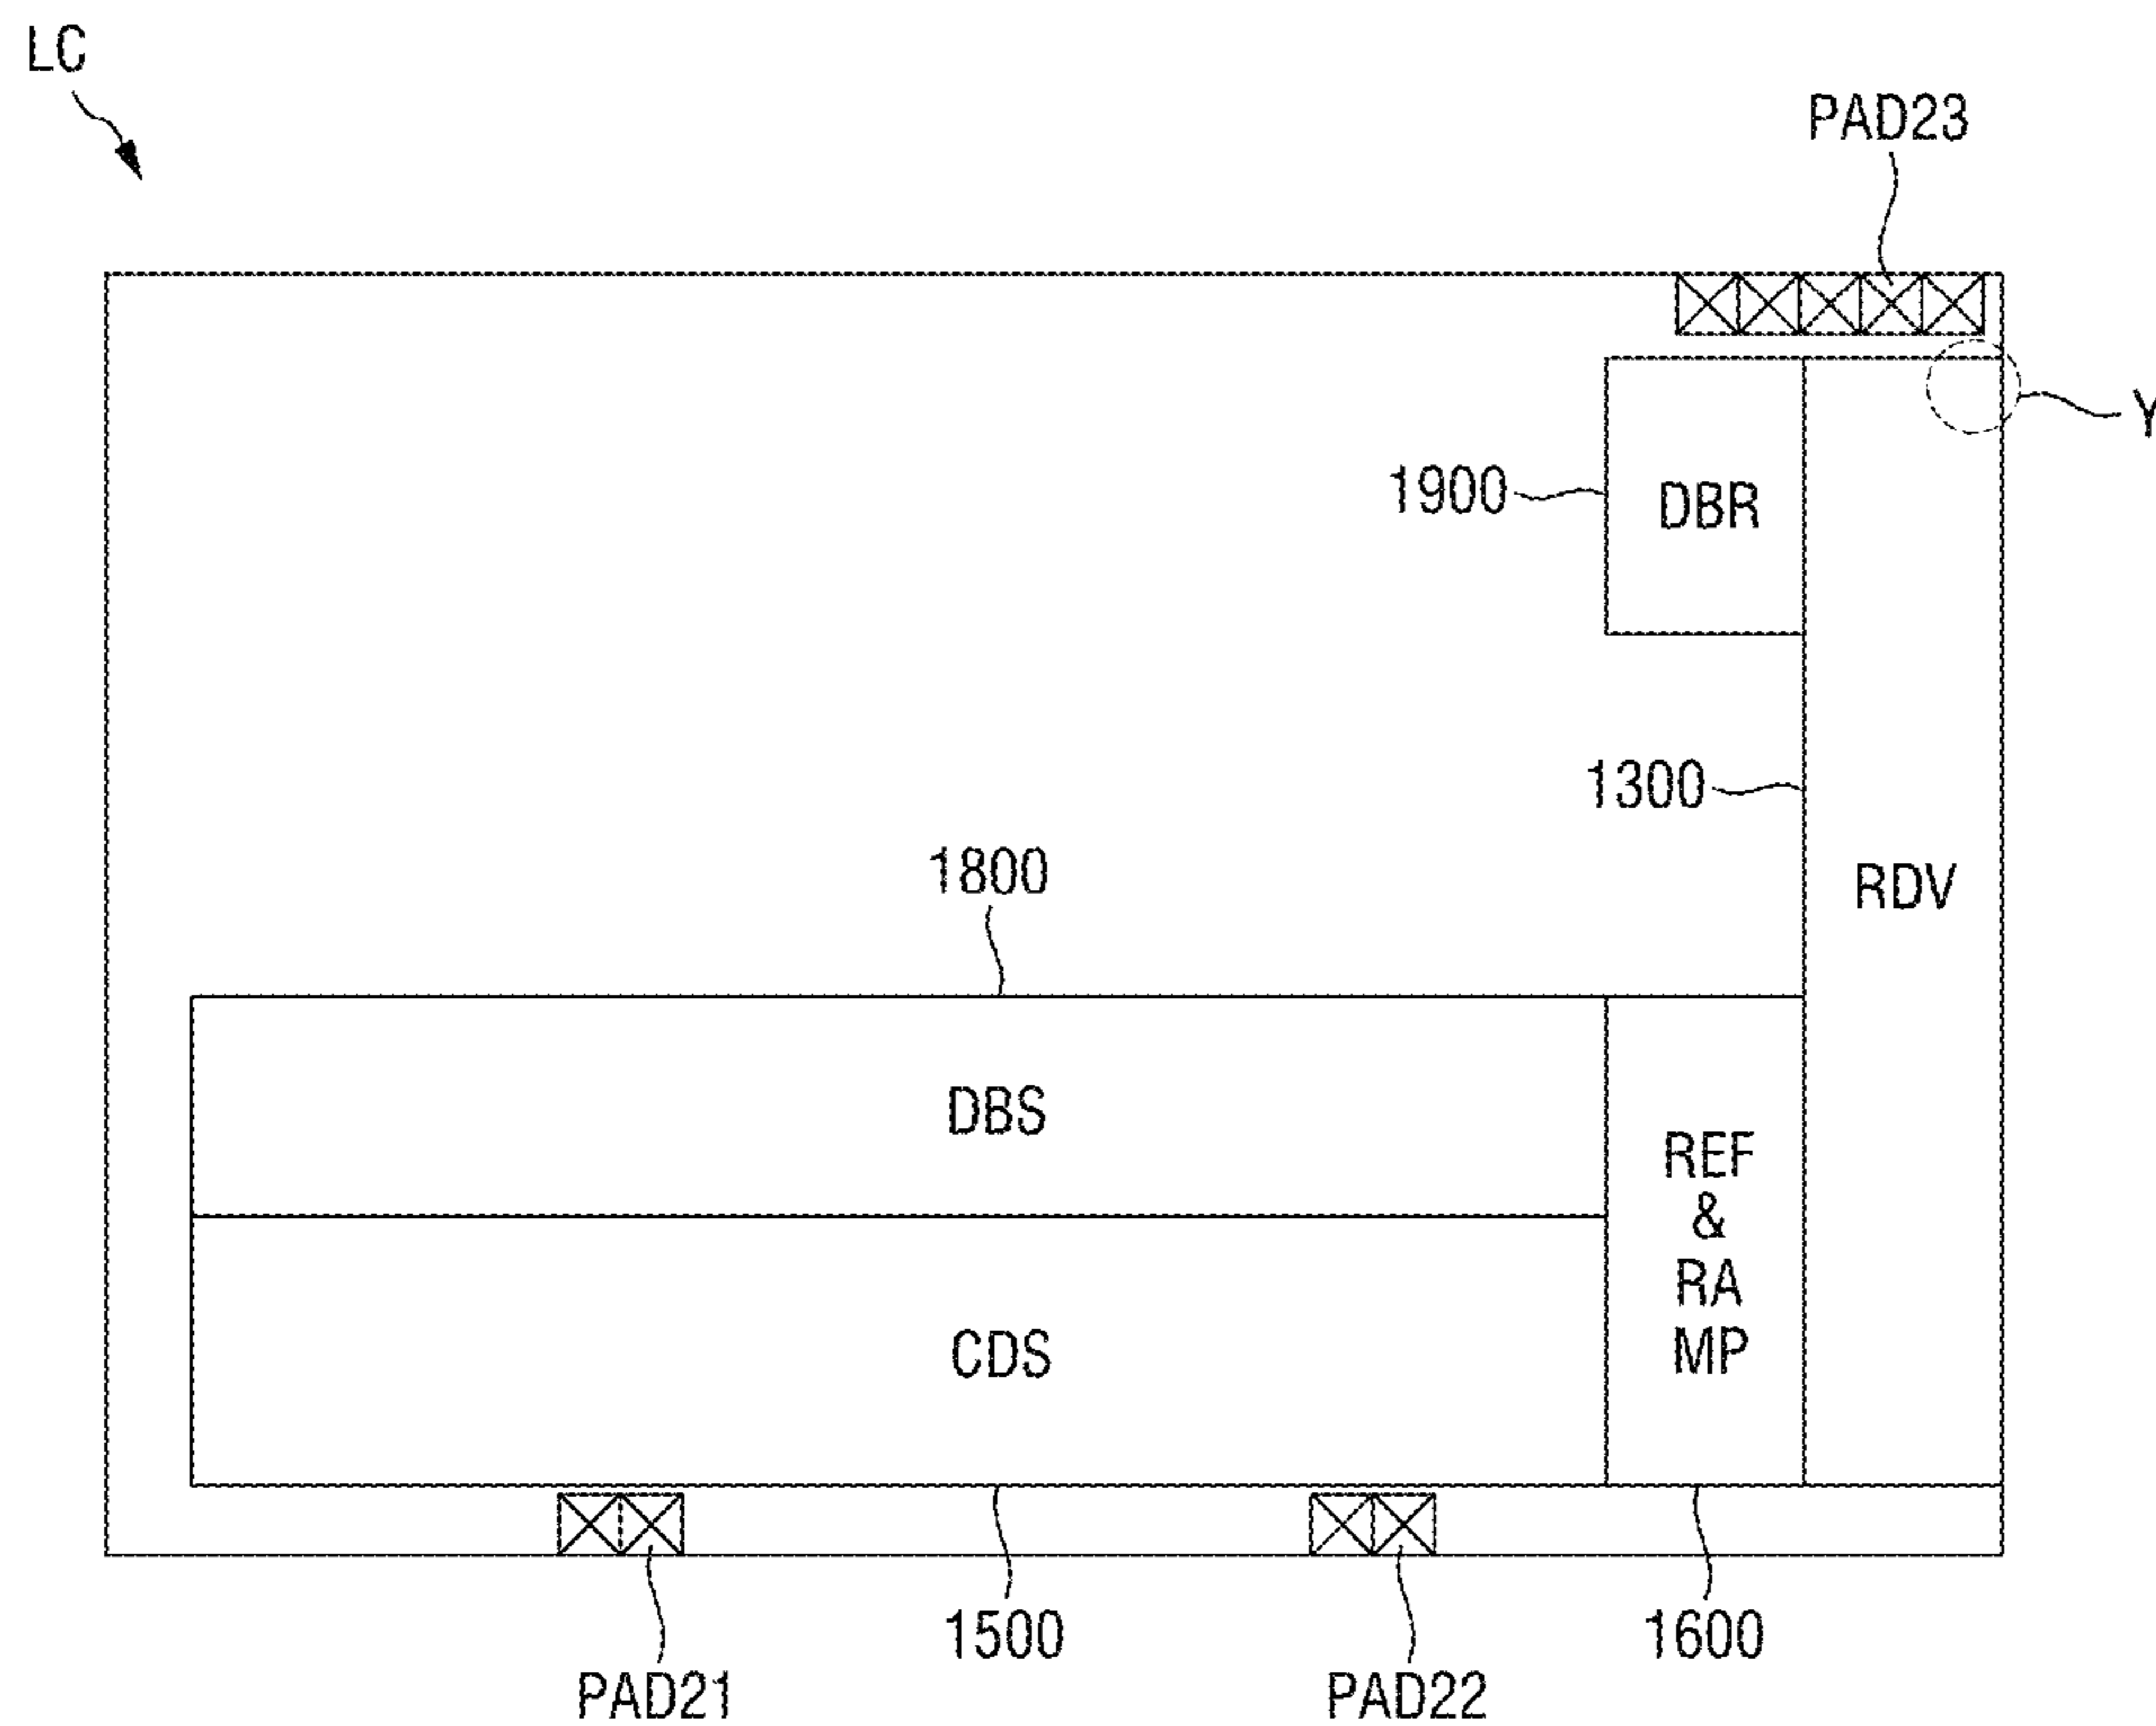 LC
PAD23
Y
1900
DBR
1300
1800
RDV
DBS
REF
&
RA
MP
CDS
1500
1600
PAD21
PAD22